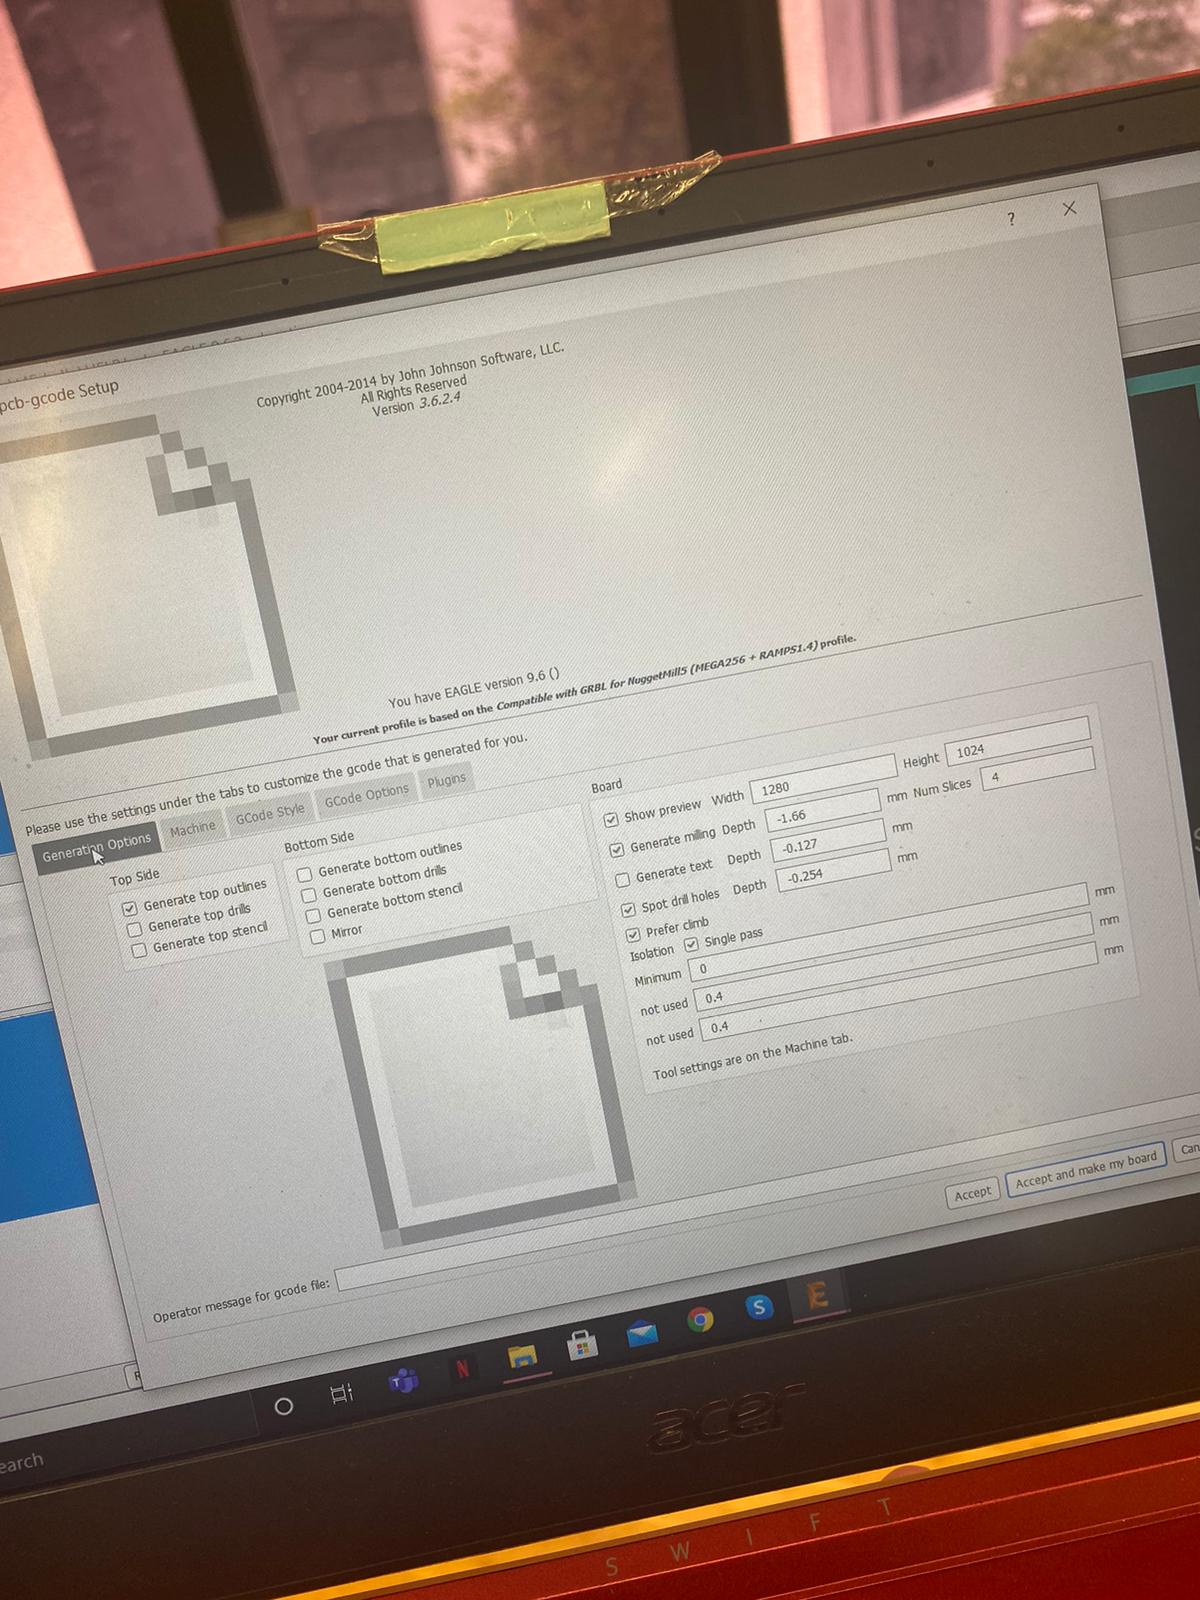 pcb-gcode Setup
? ×
Copyright 2004-2014 by John Johnson Software, LLC.
All Rights Reserved
Version 3.6.2.4
You have EAGLE version 9.6 ()
Your current profile is based on the Compatible with GRBL for NuggetMill5 (MEGA256 + RAMPS1.4) profile.
Please use the settings under the tabs to customize the gcode that is generated for you.
Generation Options Machine GCode Style GCode Options Plugins
Top Side
Generate top outlines
Generate top drills
Generate top stencil
Bottom Side
Generate bottom outlines
Generate bottom drills
Generate bottom stencil
Mirror
Board
Show preview Width 1280 Height 1024
Generate milling Depth -1.66 mm Num Slices 4
Generate text Depth -0.127 mm
Spot drill holes Depth -0.254 mm
Prefer climb
Isolation Single pass
Minimum 0 mm
not used 0.4 mm
not used 0.4 mm
Tool settings are on the Machine tab.
Accept Accept and make my board Can
Operator message for gcode file:
earch
acer
SWIFT